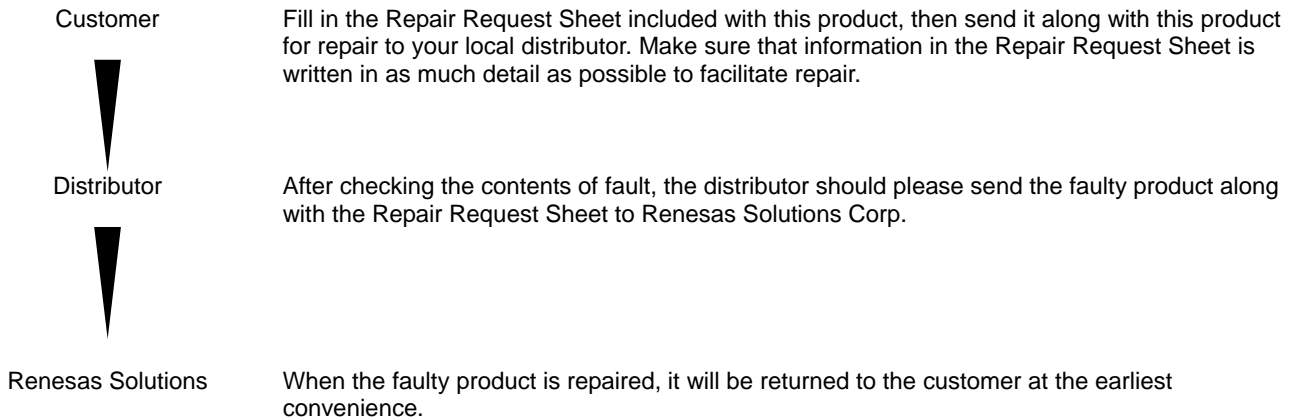 Customer
Fill in the Repair Request Sheet included with this product, then send it along with this product
for repair to your local distributor. Make sure that information in the Repair Request Sheet is
written in as much detail as possible to facilitate repair.
Distributor
After checking the contents of fault, the distributor should please send the faulty product along
with the Repair Request Sheet to Renesas Solutions Corp.
Renesas Solutions
When the faulty product is repaired, it will be returned to the customer at the earliest
convenience.